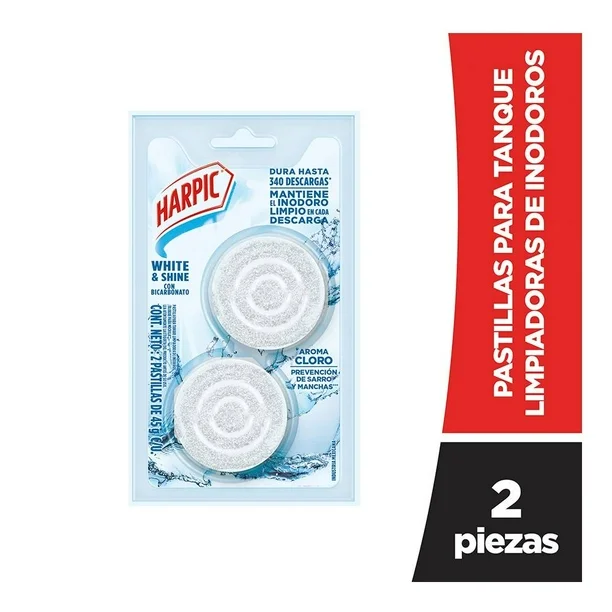 HARPIC
DURA HASTA
340 DESCARGAS*
MANTIENE
EL INODORO
LIMPIO EN CADA
DESCARGA
WHITE
& SHINE
CON
BICARBONATO
CONT. NETO: 2 PASTILLAS DE 45 g C/U.
*AROMA
CLORO
PREVENCIÓN
DE SARRO
Y MANCHAS***
PASTILLAS PARA TANQUE
LIMPIADORAS DE INODOROS
2
piezas